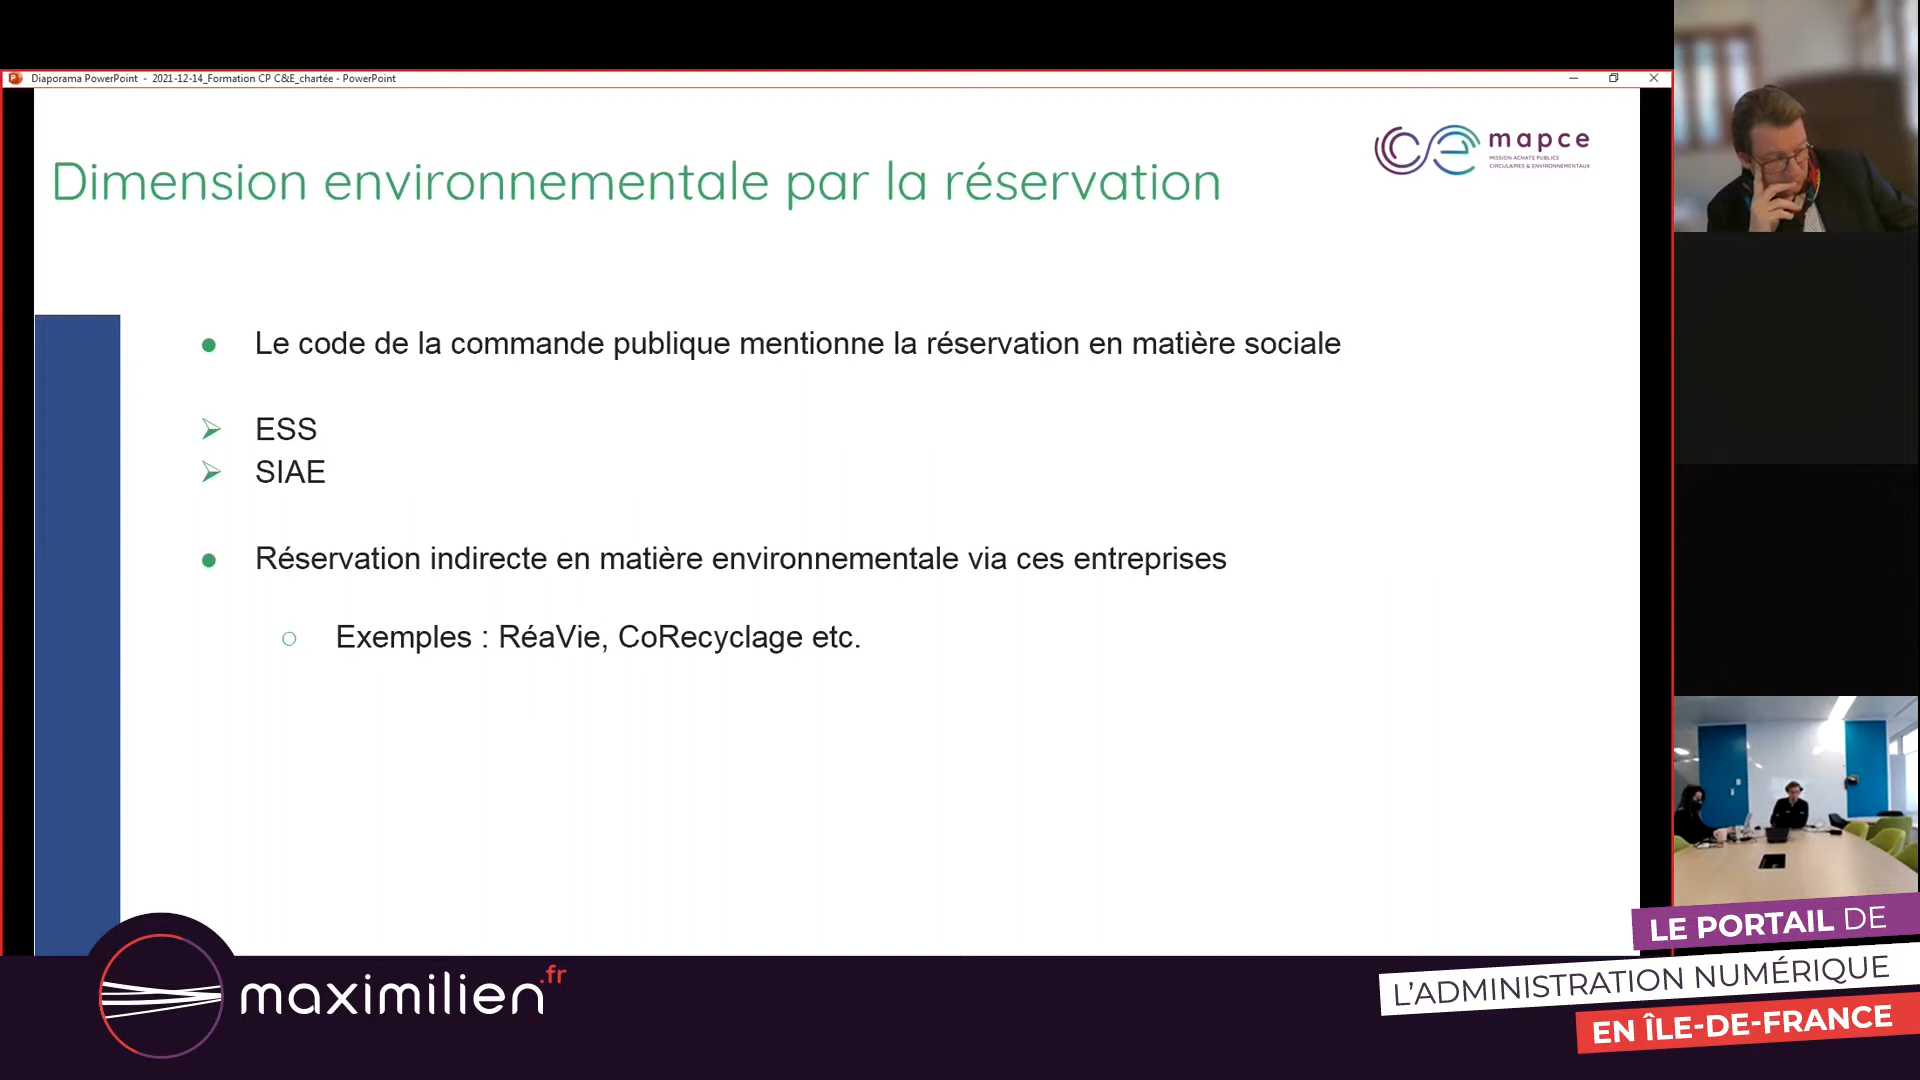 Diaporama PowerPoint - 2021-12-14_Formation CP C&E_chartée - PowerPoint
mapce
MISSION ACHATS PUBLICS
CIRCULAIRES & ENVIRONNEMENTAUX
Dimension environnementale par la réservation
Le code de la commande publique mentionne la réservation en matière sociale
ESS
SIAE
Réservation indirecte en matière environnementale via ces entreprises
Exemples : RéaVie, CoRecyclage etc.
maximilien.fr
LE PORTAIL DE
L'ADMINISTRATION NUMÉRIQUE
EN ÎLE-DE-FRANCE